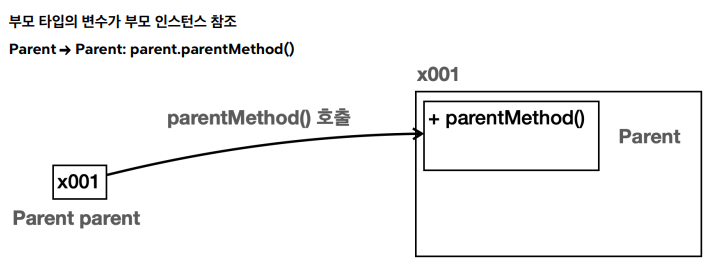 부모 타입의 변수가 부모 인스턴스 참조
Parent → Parent: parent.parentMethod()
x001
parentMethod() 호출
+ parentMethod()
Parent
x001
Parent parent